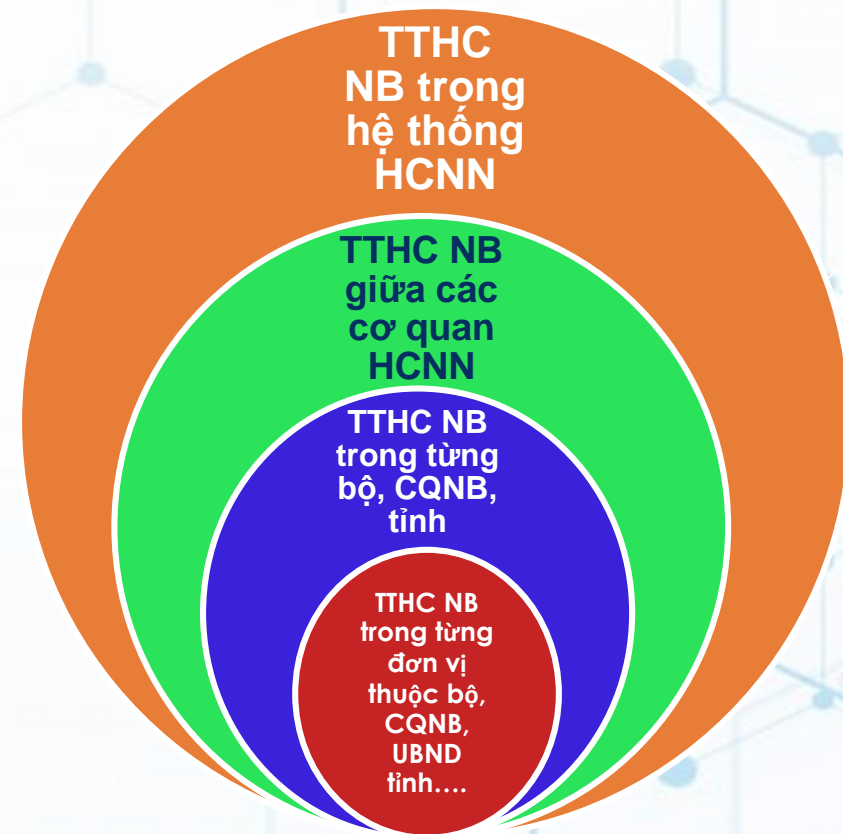 TTHC
NB trong
hệ thống
HCNN
TTHC NB
giữa các
cơ quan
HCNN
TTHC NB
trong từng
bộ, CQNB,
tỉnh
TTHC NB
trong từng
đơn vị
thuộc bộ,
CQNB,
UBND
tỉnh....